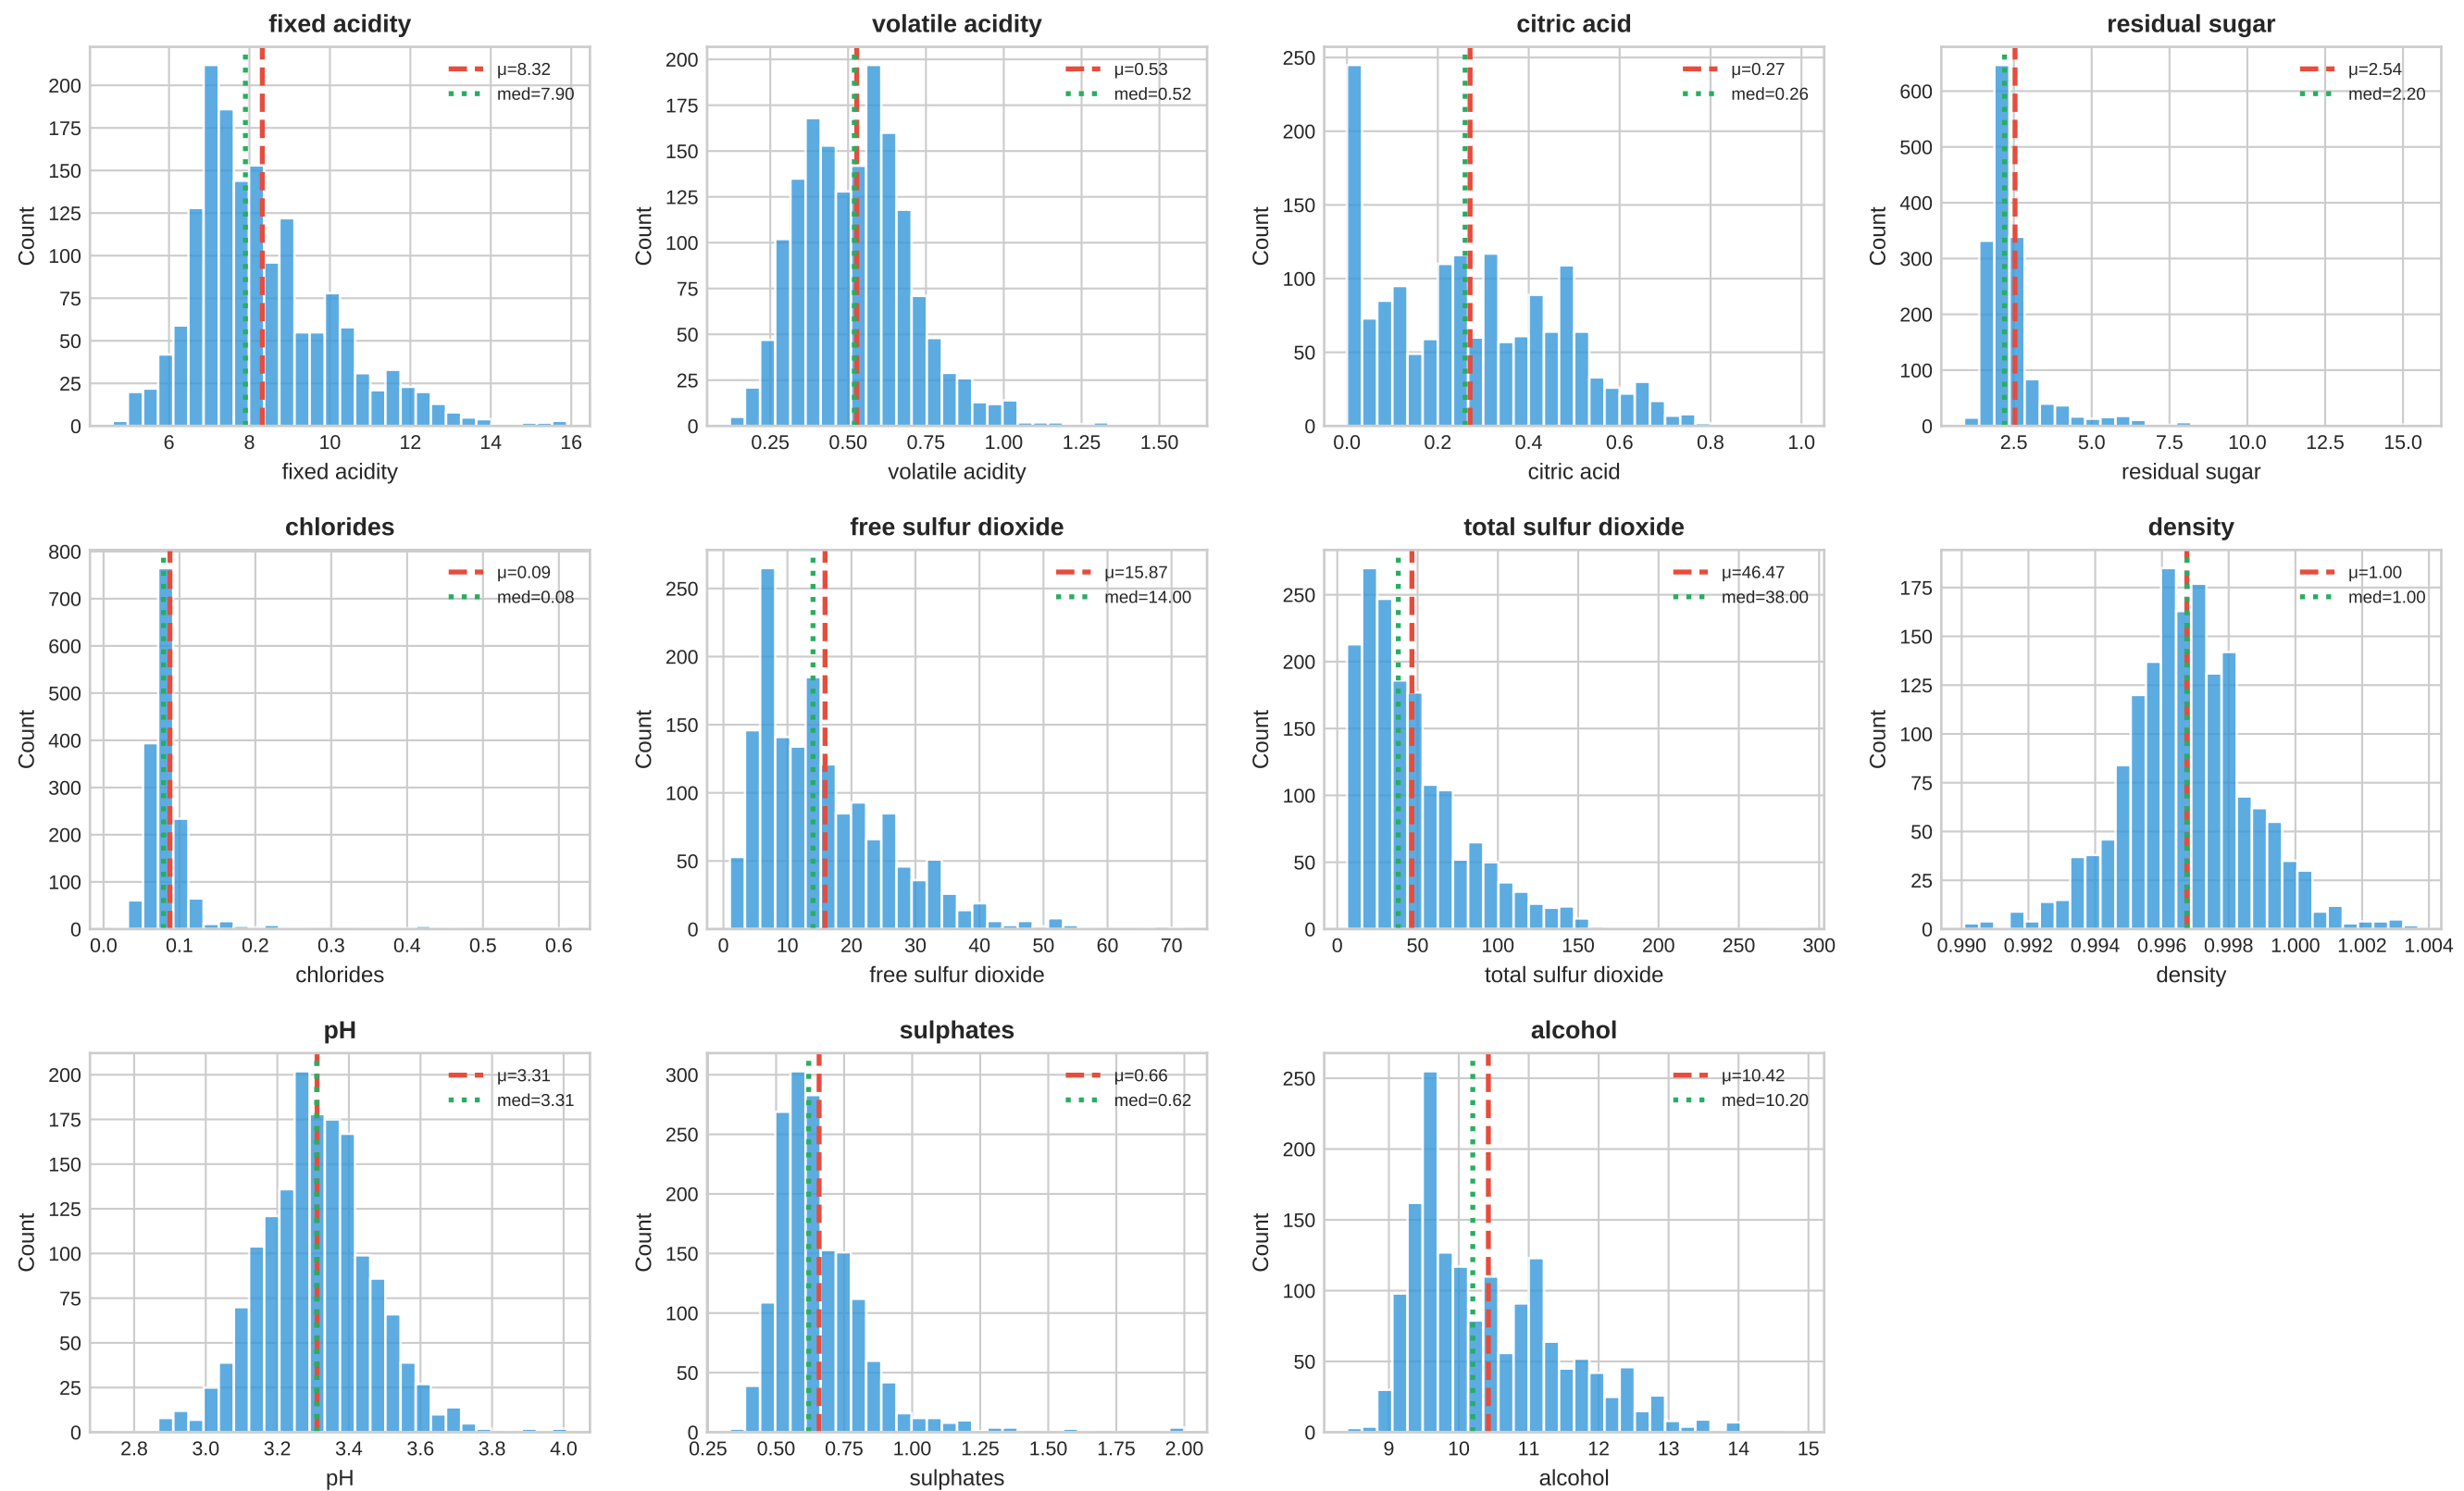 fixed acidity
μ=8.32
med=7.90
Count
0
25
50
75
100
125
150
175
200
6 8 10 12 14 16
fixed acidity
volatile acidity
μ=0.53
med=0.52
Count
0
25
50
75
100
125
150
175
200
0.25 0.50 0.75 1.00 1.25 1.50
volatile acidity
citric acid
μ=0.27
med=0.26
Count
0
50
100
150
200
250
0.0 0.2 0.4 0.6 0.8 1.0
citric acid
residual sugar
μ=2.54
med=2.20
Count
0
100
200
300
400
500
600
2.5 5.0 7.5 10.0 12.5 15.0
residual sugar
chlorides
μ=0.09
med=0.08
Count
0
100
200
300
400
500
600
700
800
0.0 0.1 0.2 0.3 0.4 0.5 0.6
chlorides
free sulfur dioxide
μ=15.87
med=14.00
Count
0
50
100
150
200
250
0 10 20 30 40 50 60 70
free sulfur dioxide
total sulfur dioxide
μ=46.47
med=38.00
Count
0
50
100
150
200
250
0 50 100 150 200 250 300
total sulfur dioxide
density
μ=1.00
med=1.00
Count
0
25
50
75
100
125
150
175
0.990 0.992 0.994 0.996 0.998 1.000 1.002 1.004
density
pH
μ=3.31
med=3.31
Count
0
25
50
75
100
125
150
175
200
2.8 3.0 3.2 3.4 3.6 3.8 4.0
pH
sulphates
μ=0.66
med=0.62
Count
0
50
100
150
200
250
300
0.25 0.50 0.75 1.00 1.25 1.50 1.75 2.00
sulphates
alcohol
μ=10.42
med=10.20
Count
0
50
100
150
200
250
9 10 11 12 13 14 15
alcohol